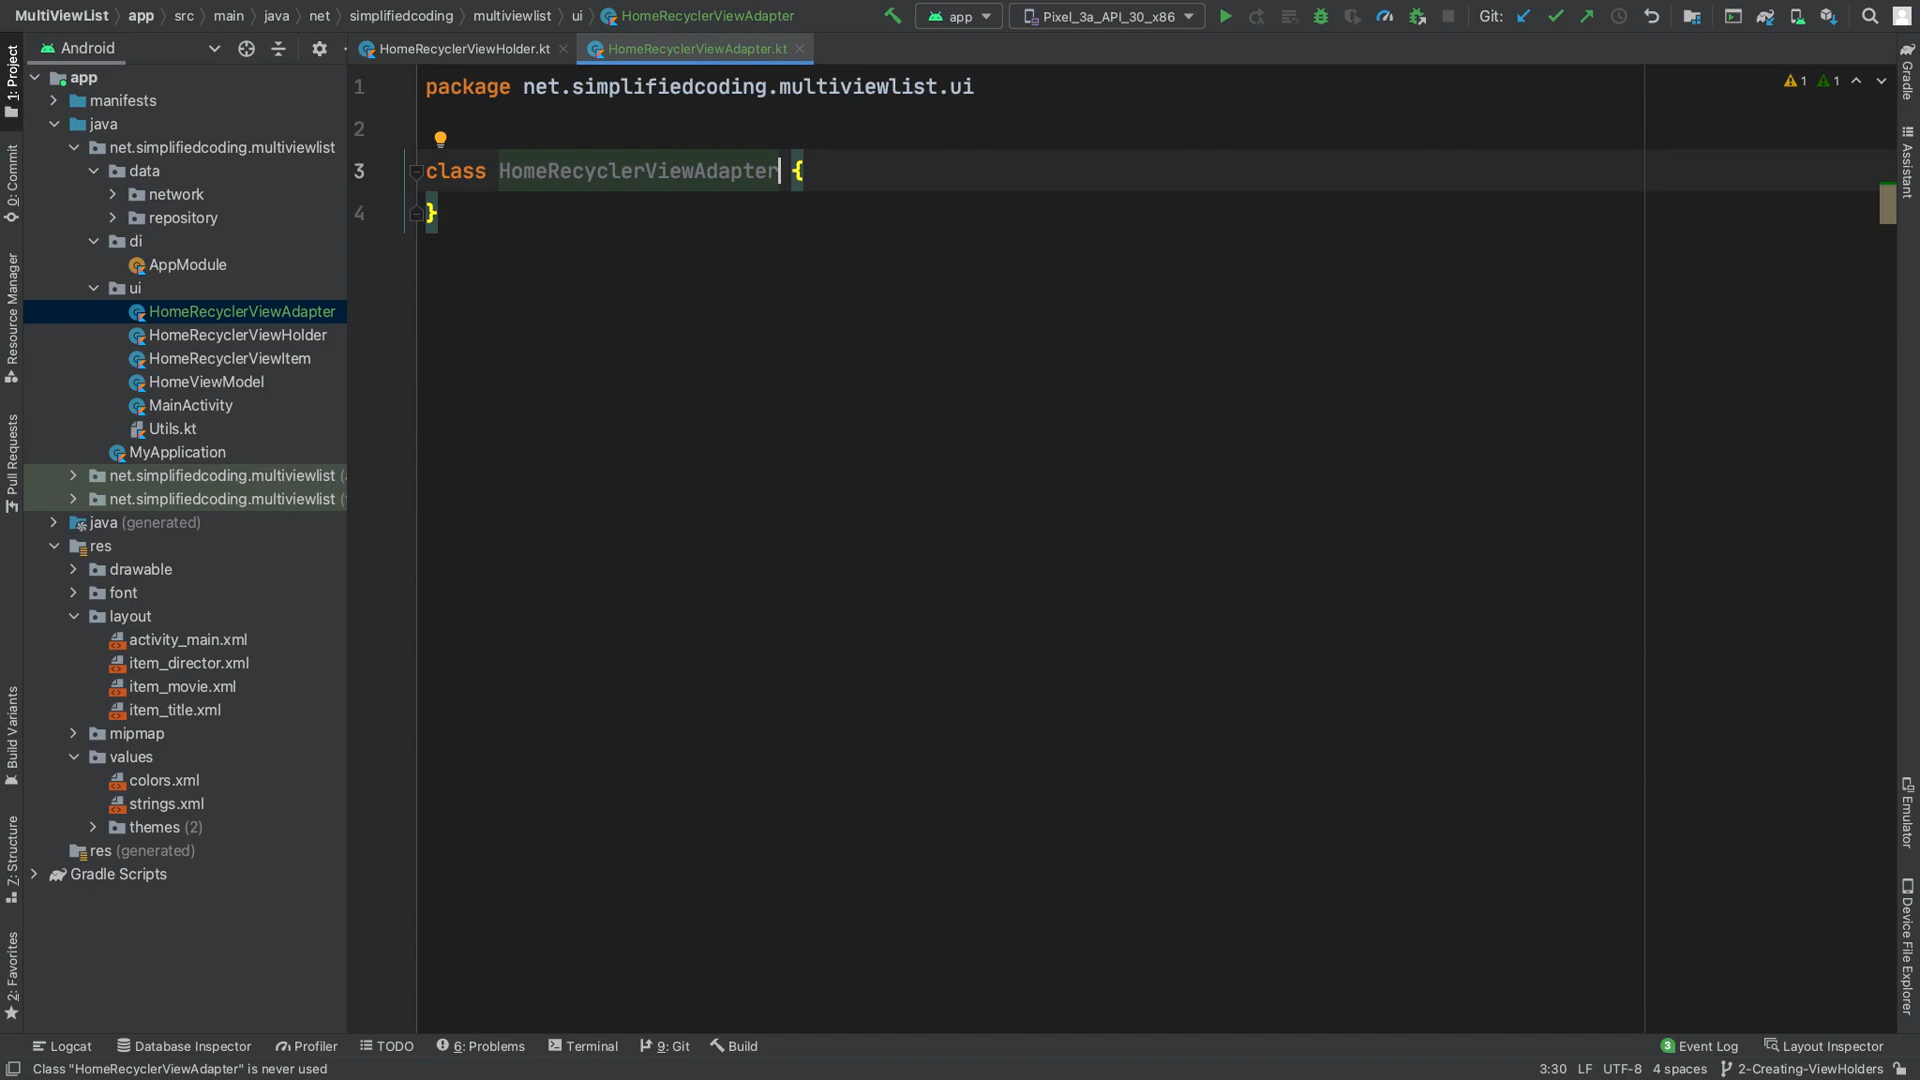 MultiViewList app src main java net simplifiedcoding multiviewlist ui HomeRecyclerViewAdapter app Pixel_3a_API_30_x86 Git:
Android HomeRecyclerViewHolder.kt HomeRecyclerViewAdapter.kt
1: Project
0: Commit
Resource Manager
Pull Requests
Build Variants
7: Structure
2: Favorites
app
manifests
java
net.simplifiedcoding.multiviewlist
data
network
repository
di
AppModule
ui
HomeRecyclerViewAdapter
HomeRecyclerViewHolder
HomeRecyclerViewItem
HomeViewModel
MainActivity
Utils.kt
MyApplication
net.simplifiedcoding.multiviewlist
net.simplifiedcoding.multiviewlist
java (generated)
res
drawable
font
layout
activity_main.xml
item_director.xml
item_movie.xml
item_title.xml
mipmap
values
colors.xml
strings.xml
themes (2)
res (generated)
Gradle Scripts
1 package net.simplifiedcoding.multiviewlist.ui
2
3 class HomeRecyclerViewAdapter {
4 }
1 1
Gradle
Assistant
Emulator
Device File Explorer
Logcat Database Inspector Profiler TODO 6: Problems Terminal 9: Git Build 3 Event Log Layout Inspector
Class "HomeRecyclerViewAdapter" is never used 3:30 LF UTF-8 4 spaces 2-Creating-ViewHolders